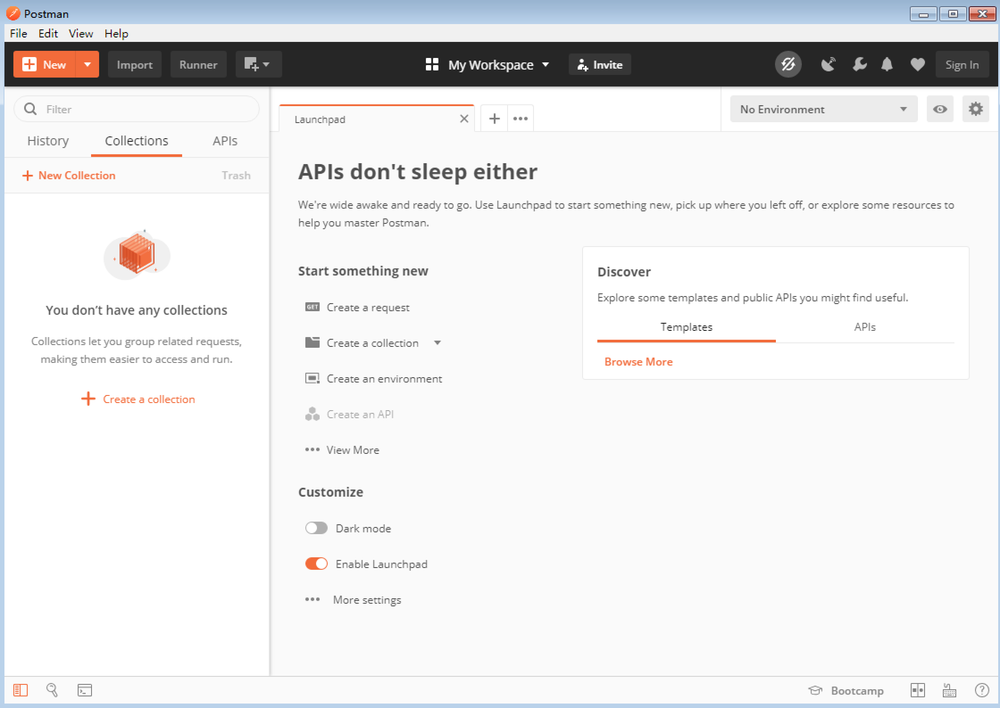 Postman
File Edit View Help
New Import Runner My Workspace Invite Sign In
Filter
History Collections APIs
New Collection Trash
You don’t have any collections
Collections let you group related requests,
making them easier to access and run.
Create a collection
Launchpad
No Environment
APIs don't sleep either
We're wide awake and ready to go. Use Launchpad to start something new, pick up where you left off, or explore some resources to
help you master Postman.
Start something new
GET Create a request
Create a collection
Create an environment
Create an API
View More
Customize
Dark mode
Enable Launchpad
More settings
Discover
Explore some templates and public APIs you might find useful.
Templates APIs
Browse More
Bootcamp